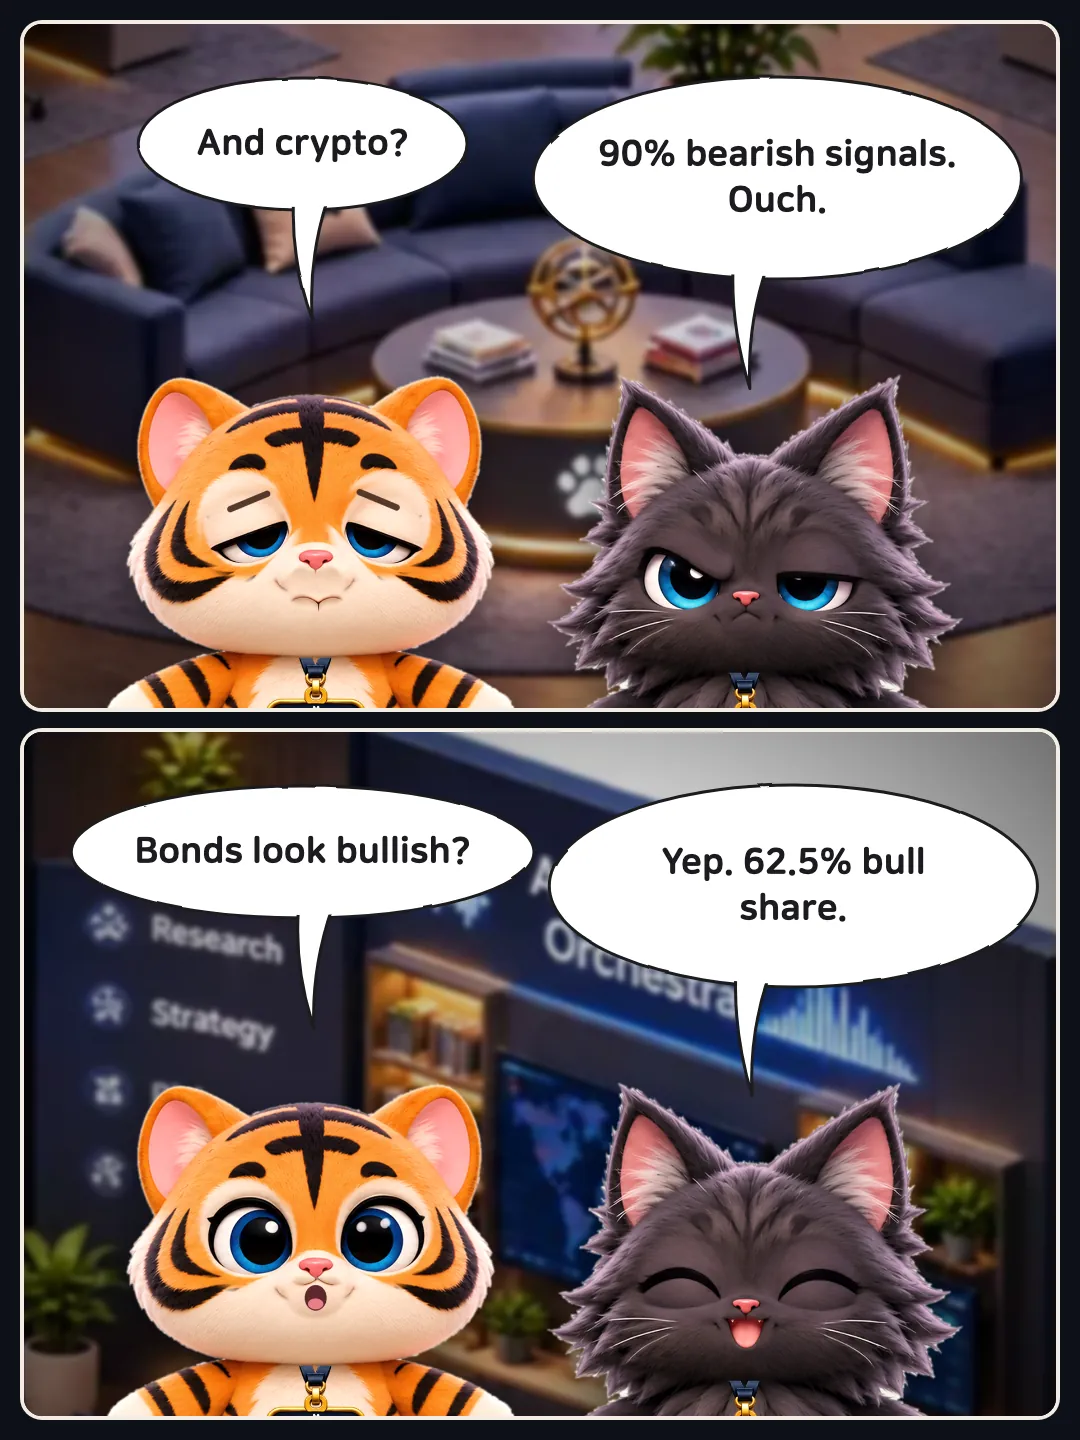 And crypto?
90% bearish signals.
Ouch.
Bonds look bullish?
Yep. 62.5% bull
share.
Research
Strategy